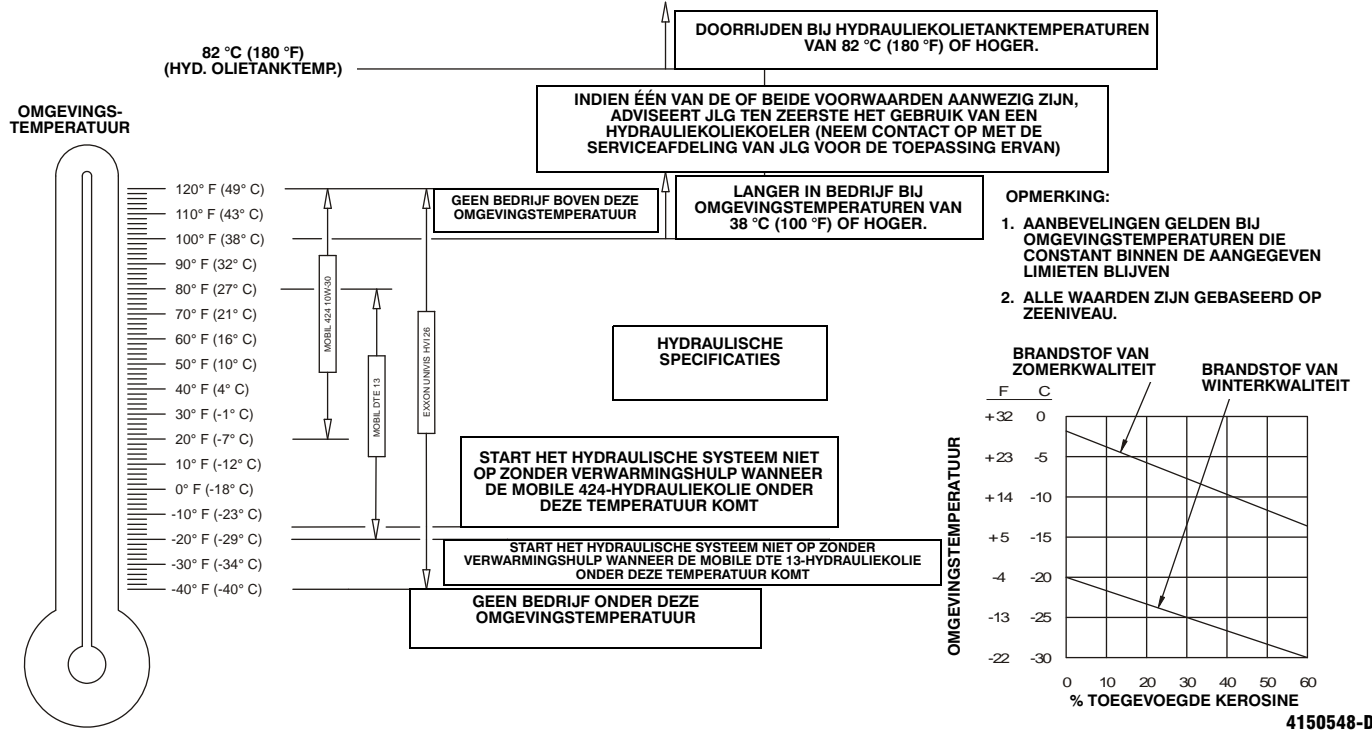 82 °C (180 °F)
(HYD. OLIETANKTEMP.)
DOORRIJDEN BIJ HYDRAULIEKOLIETANKTEMPERATUREN
VAN 82 °C (180 °F) OF HOGER.
INDIEN ÉÉN VAN DE OF BEIDE VOORWAARDEN AANWEZIG ZIJN,
ADVISEERT JLG TEN ZEERSTE HET GEBRUIK VAN EEN
HYDRAULIEKOLIEKOELER (NEEM CONTACT OP MET DE
SERVICEAFDELING VAN JLG VOOR DE TOEPASSING ERVAN)
OMGEVINGS-
TEMPERATUUR
120° F (49° C)
110° F (43° C)
100° F (38° C)
90° F (32° C)
80° F (27° C)
70° F (21° C)
60° F (16° C)
50° F (10° C)
40° F (4° C)
30° F (-1° C)
20° F (-7° C)
10° F (-12° C)
0° F (-18° C)
-10° F (-23° C)
-20° F (-29° C)
-30° F (-34° C)
-40° F (-40° C)
MOBIL 424 10W-30
MOBIL DTE 13
EXXON UNIVIS HVI 26
GEEN BEDRIJF BOVEN DEZE
OMGEVINGSTEMPERATUUR
LANGER IN BEDRIJF BIJ
OMGEVINGSTEMPERATUREN VAN
38 °C (100 °F) OF HOGER.
HYDRAULISCHE
SPECIFICATIES
START HET HYDRAULISCHE SYSTEEM NIET
OP ZONDER VERWARMINGSHULP WANNEER
DE MOBILE 424-HYDRAULIEKOLIE ONDER
DEZE TEMPERATUUR KOMT
START HET HYDRAULISCHE SYSTEEM NIET OP ZONDER
VERWARMINGSHULP WANNEER DE MOBILE DTE 13-HYDRAULIEKOLIE
ONDER DEZE TEMPERATUUR KOMT
GEEN BEDRIJF ONDER DEZE
OMGEVINGSTEMPERATUUR
OPMERKING:
1. AANBEVELINGEN GELDEN BIJ
OMGEVINGSTEMPERATUREN DIE
CONSTANT BINNEN DE AANGEGEVEN
LIMIETEN BLIJVEN
2. ALLE WAARDEN ZIJN GEBASEERD OP
ZEENIVEAU.
BRANDSTOF VAN
ZOMERKWALITEIT
BRANDSTOF VAN
WINTERKWALITEIT
F C
+32 0
+23 -5
+14 -10
+5 -15
-4 -20
-13 -25
-22 -30
OMGEVINGSTEMPERATUUR
0 10 20 30 40 50 60
% TOEGEVOEGDE KEROSINE
4150548-D